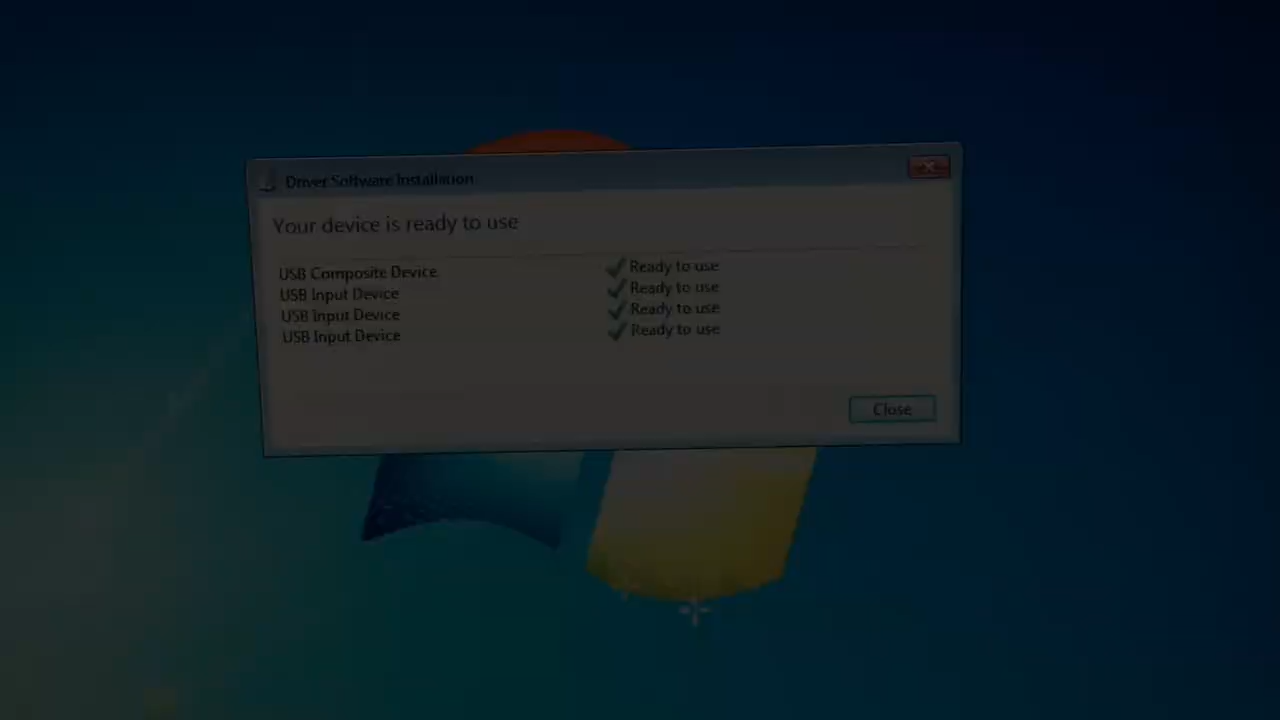 Driver Software Installation
Your device is ready to use
USB Composite Device Ready to use
USB Input Device Ready to use
USB Input Device Ready to use
USB Input Device Ready to use
Close